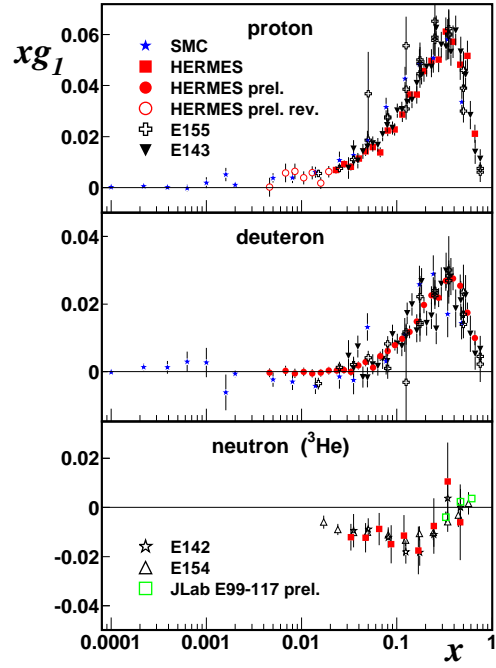 proton
xg1
SMC
HERMES
HERMES prel.
HERMES prel. rev.
E155
E143
0.06
0.04
0.02
0
deuteron
0.04
0.02
0
neutron (3He)
0.02
0
-0.02
-0.04
E142
E154
JLab E99-117 prel.
0.0001 0.001 0.01 0.1 1
x